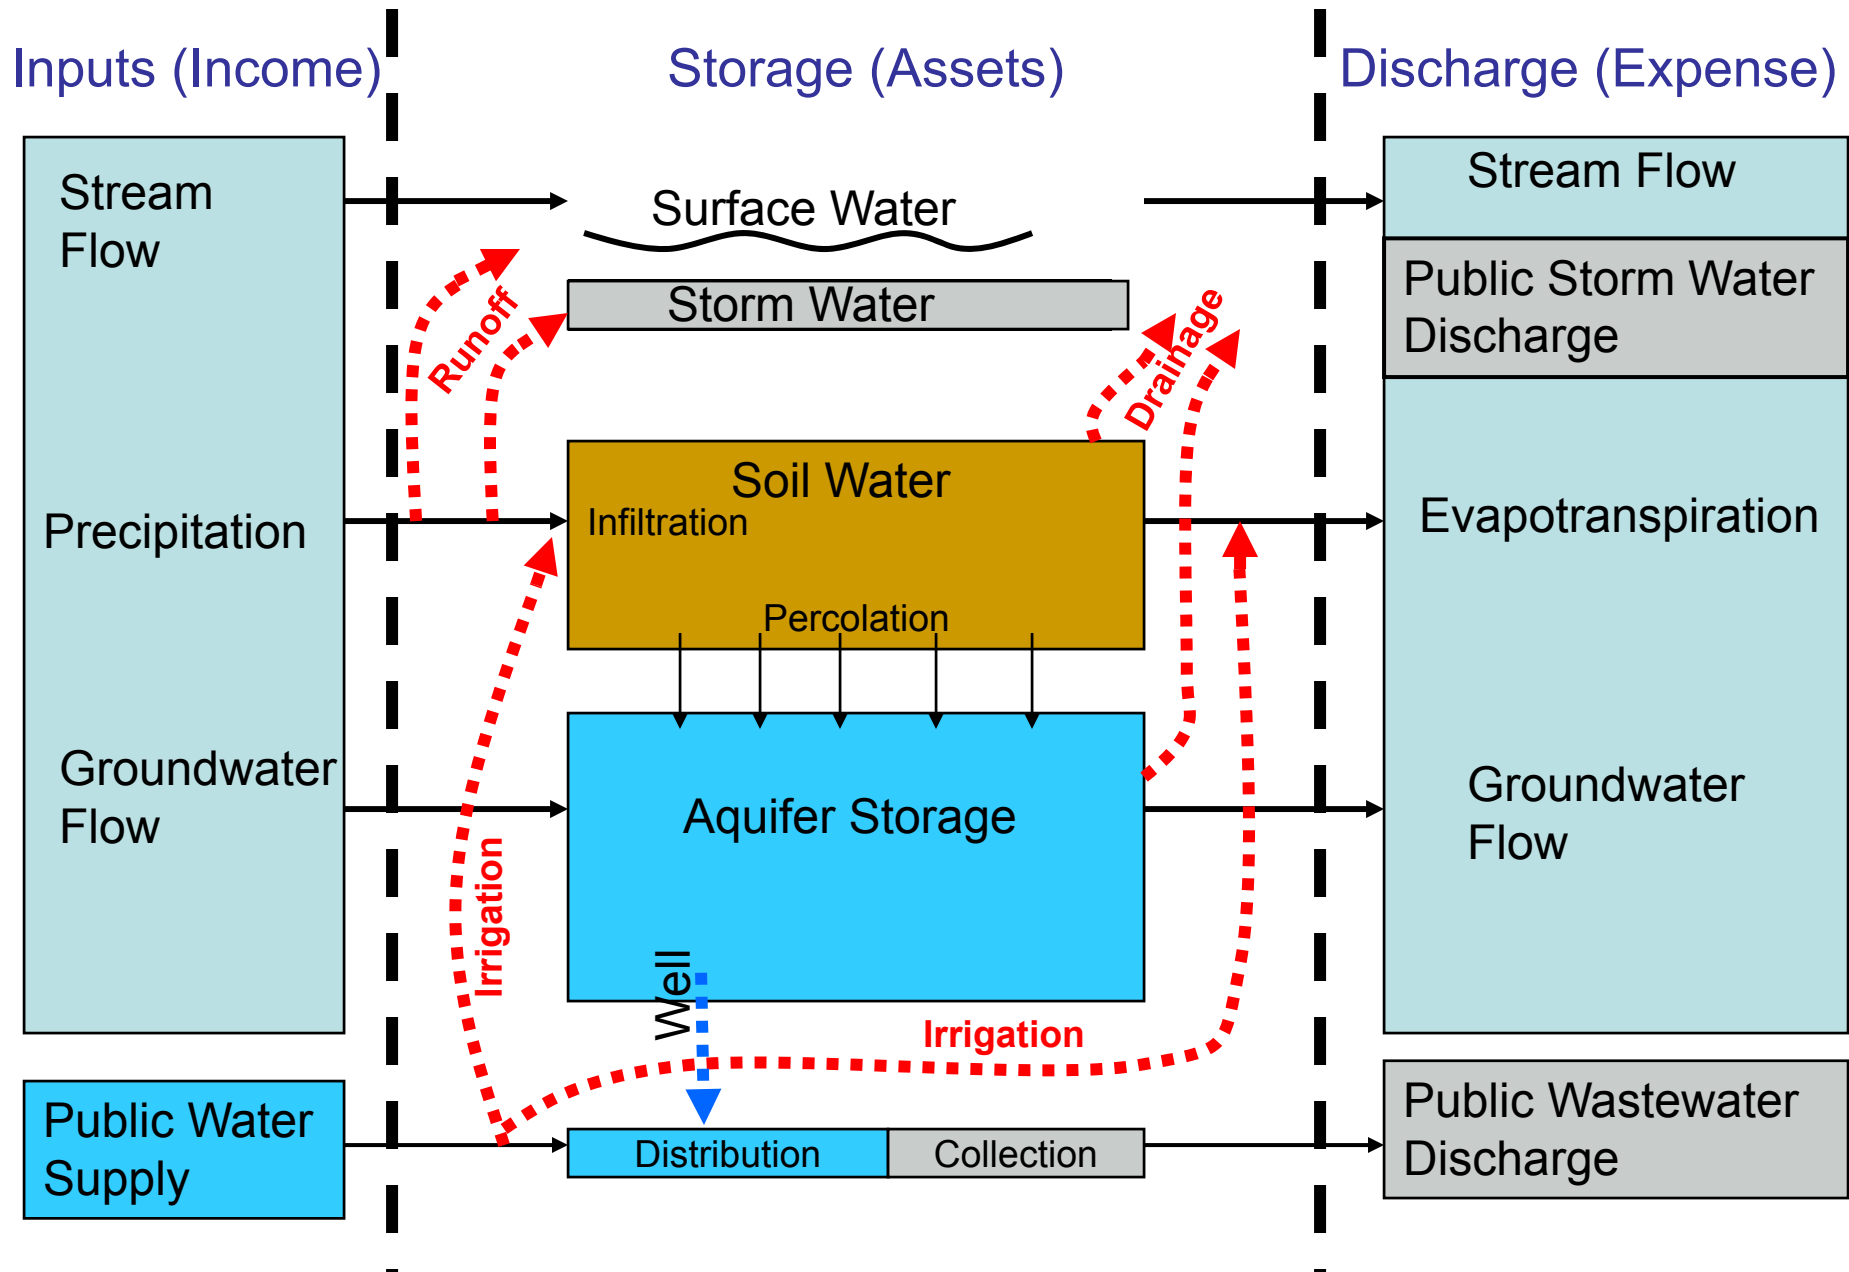 Inputs (Income)
Storage (Assets)
Discharge (Expense)
Stream
Flow
Surface Water
Stream Flow
Runoff
Storm Water
Drainage
Public Storm Water
Discharge
Precipitation
Soil Water
Infiltration
Percolation
Evapotranspiration
Groundwater
Flow
Aquifer Storage
Groundwater
Flow
Irrigation
Well
Irrigation
Public Water
Supply
Distribution
Collection
Public Wastewater
Discharge